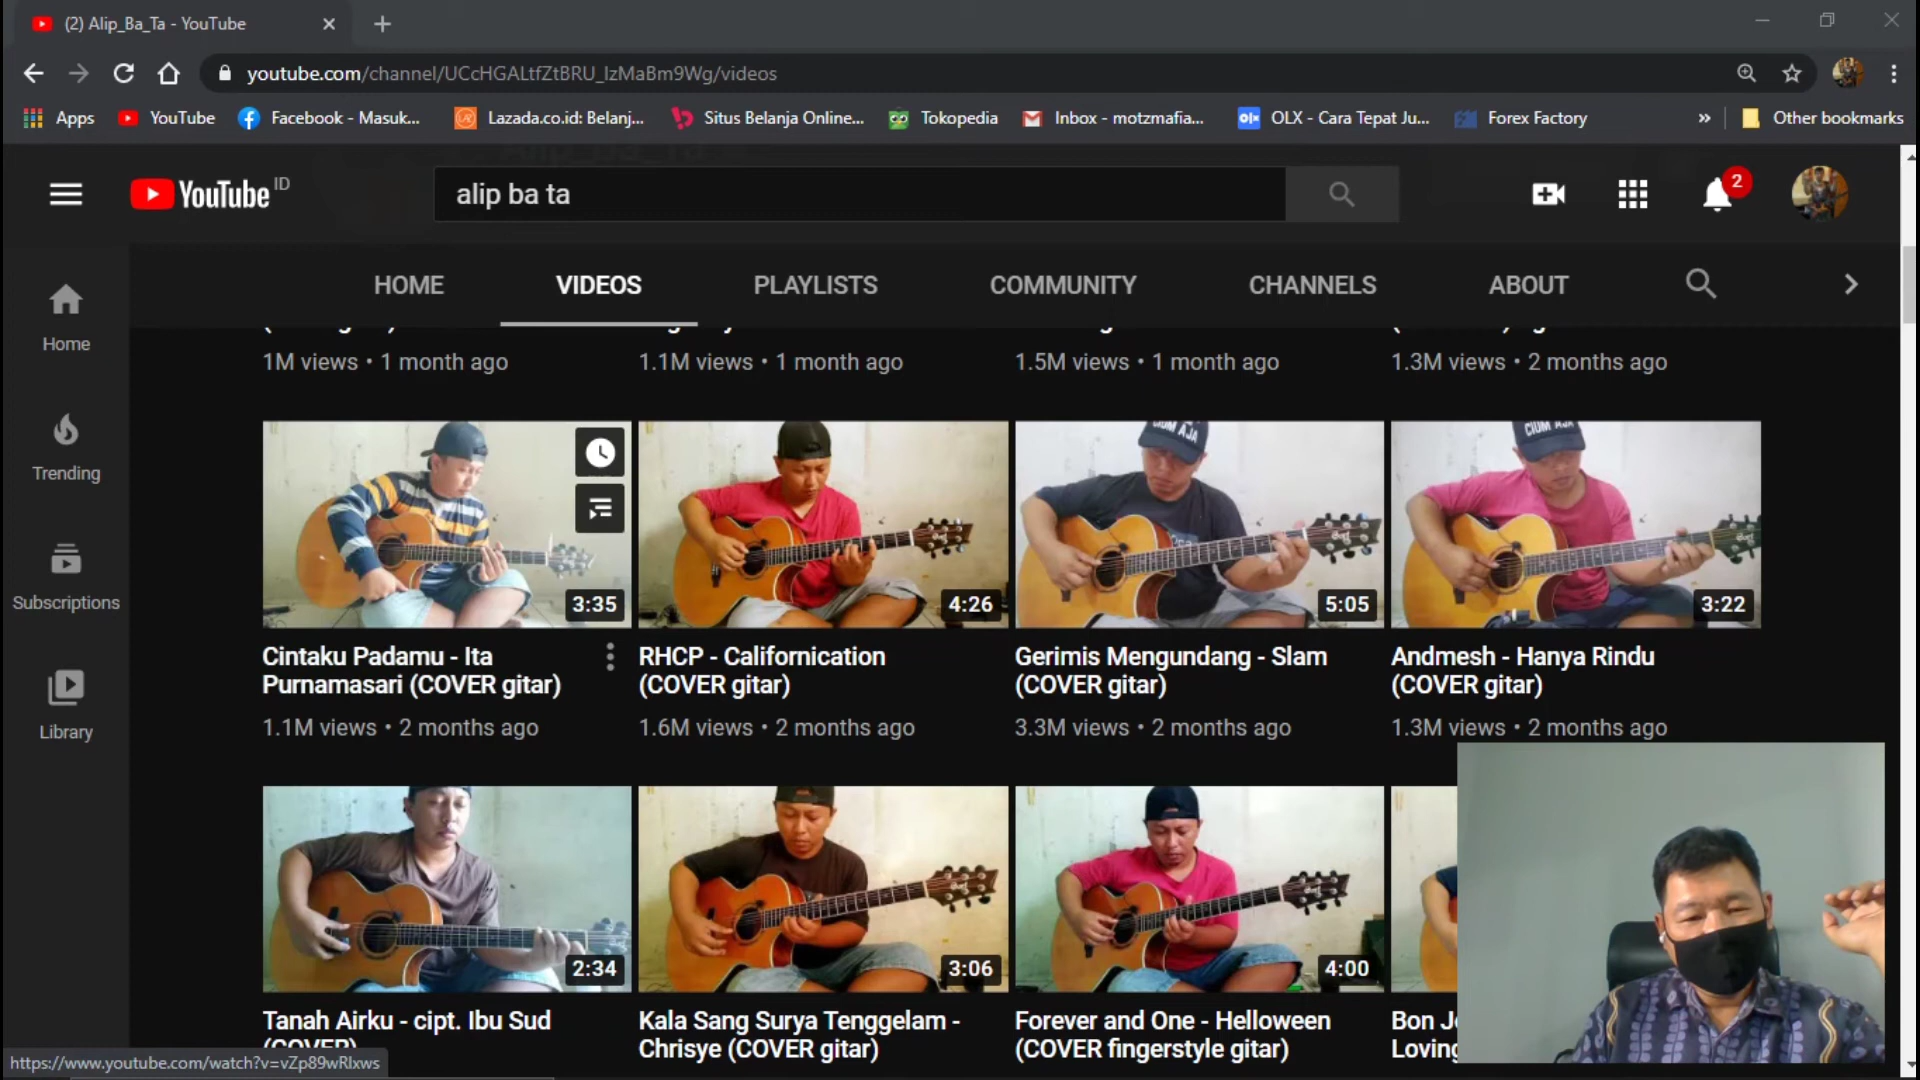 (2) Alip_Ba_Ta - YouTube
youtube.com/channel/UCcHGALtfZtBRU_IzMaBm9Wg/videos
Apps YouTube Facebook - Masuk... Lazada.co.id: Belanj... Situs Belanja Online... Tokopedia Inbox - motzmafia... OLX - Cara Tepat Ju... Forex Factory » Other bookmarks
YouTube ID
alip ba ta
2
HOME VIDEOS PLAYLISTS COMMUNITY CHANNELS ABOUT
Home
Trending
Subscriptions
Library
1M views • 1 month ago
1.1M views • 1 month ago
1.5M views • 1 month ago
1.3M views • 2 months ago
3:35
Cintaku Padamu - Ita
Purnamasari (COVER gitar)
1.1M views • 2 months ago
4:26
RHCP - Californication
(COVER gitar)
1.6M views • 2 months ago
CIUM AJA
5:05
Gerimis Mengundang - Slam
(COVER gitar)
3.3M views • 2 months ago
CIUM AJA
3:22
Andmesh - Hanya Rindu
(COVER gitar)
1.3M views • 2 months ago
2:34
Tanah Airku - cipt. Ibu Sud
(COVER)
3:06
Kala Sang Surya Tenggelam -
Chrisye (COVER gitar)
4:00
Forever and One - Helloween
(COVER fingerstyle gitar)
Bon
Loving
https://www.youtube.com/watch?v=vZp89wRlxws